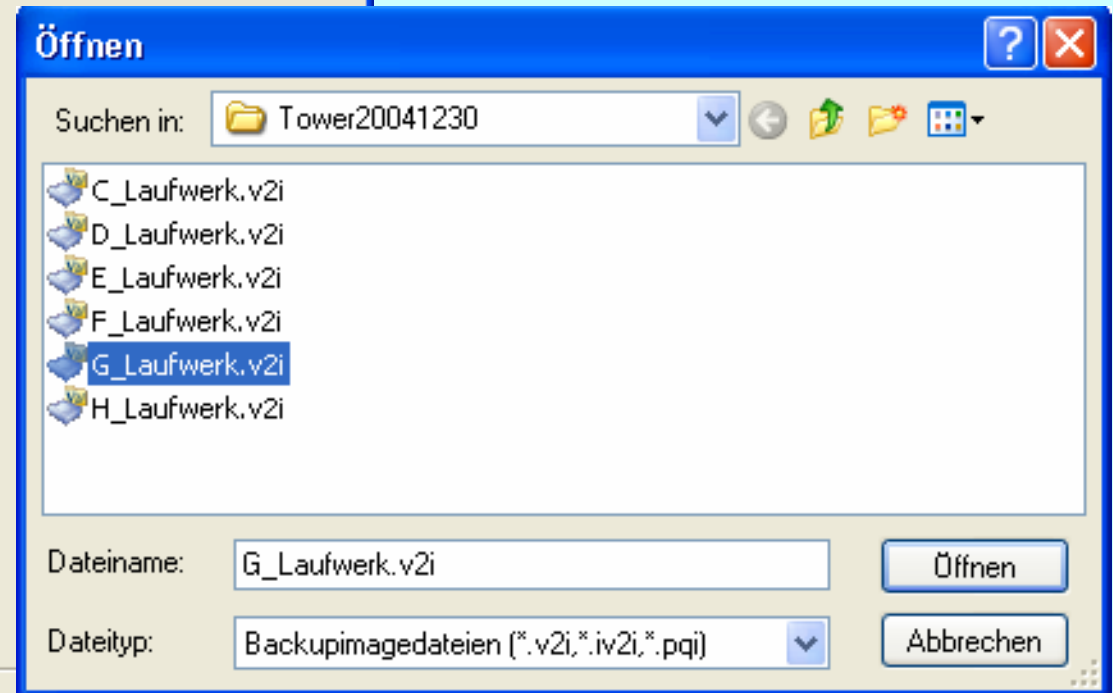 Öffnen
Suchen in: Tower20041230
C_Laufwerk.v2i
D_Laufwerk.v2i
E_Laufwerk.v2i
F_Laufwerk.v2i
G_Laufwerk.v2i
H_Laufwerk.v2i
Dateiname: G_Laufwerk.v2i Öffnen
Dateityp: Backupimagedateien (*.v2i,*.iv2i,*.pqi) Abbrechen